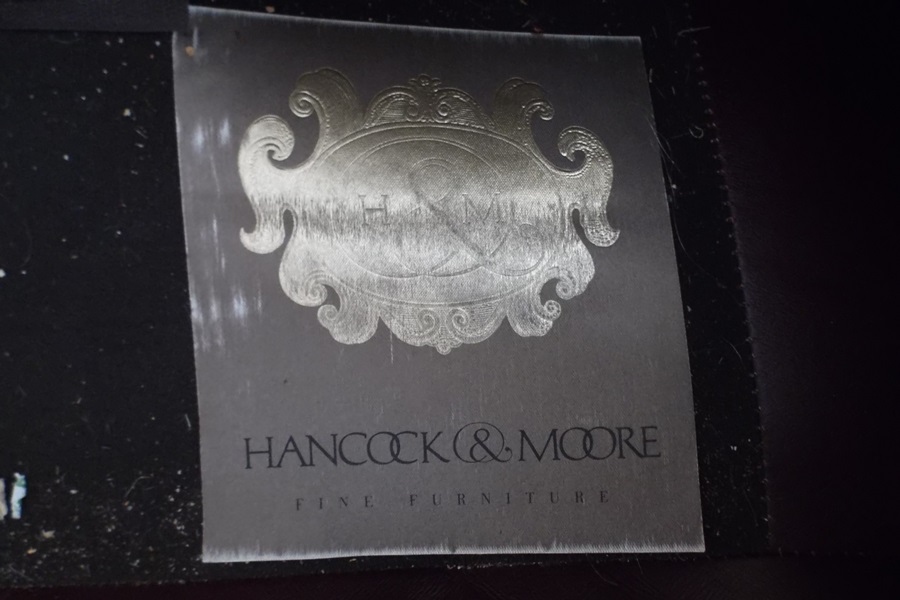 H & M
HANCOCK & MOORE
FINE FURNITURE